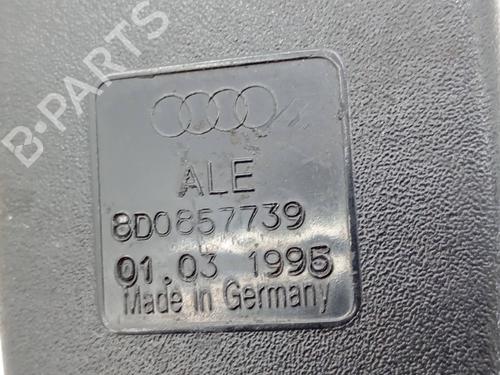 B-PARTS
ALE
8D0857739
01.03 1995
Made in Germany